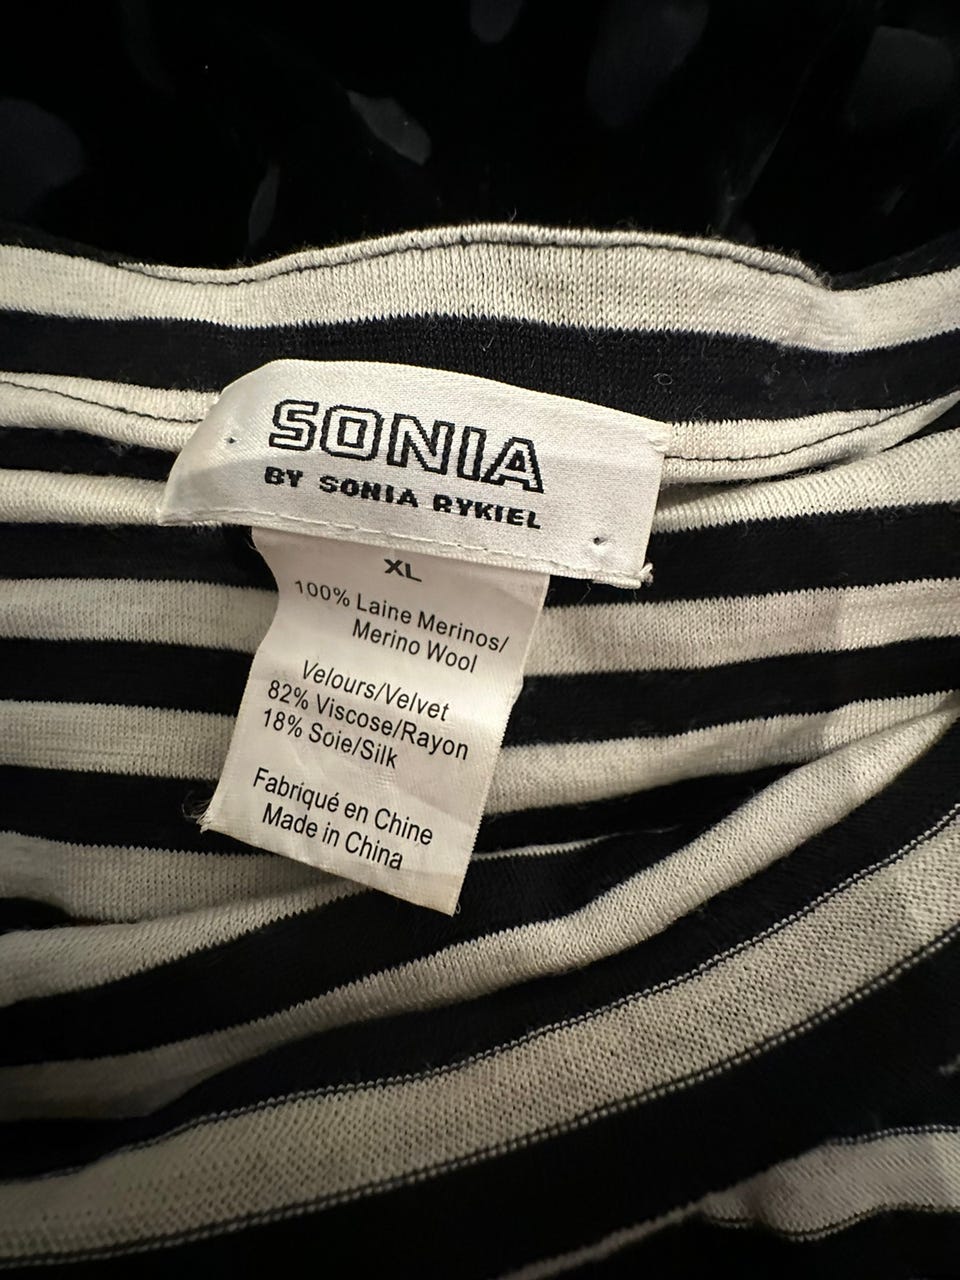 SONIA
BY SONIA RYKIEL
XL
100% Laine Merinos/
Merino Wool
Velours/Velvet
82% Viscose/Rayon
18% Soie/Silk
Fabriqué en Chine
Made in China